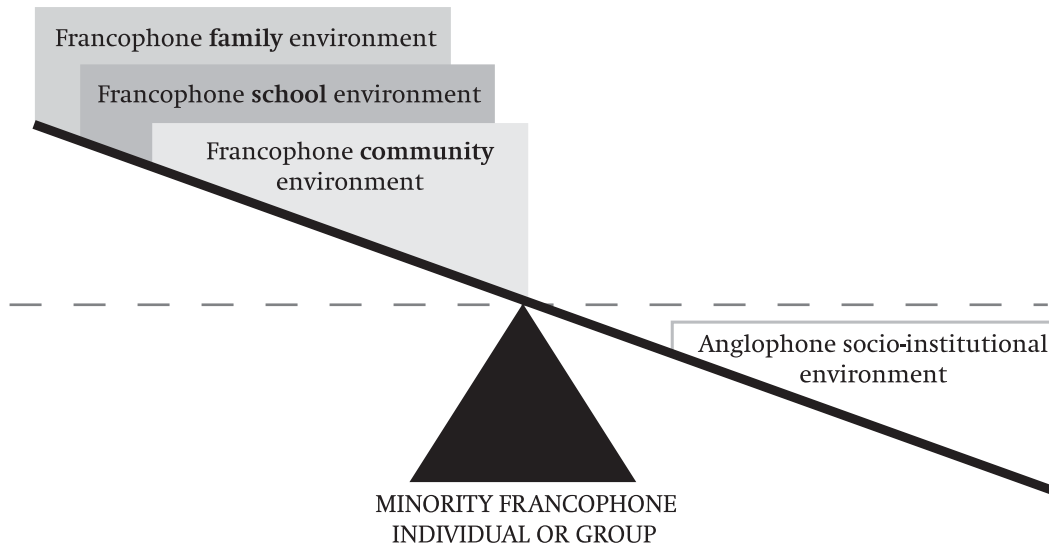 Francophone family environment
Francophone school environment
Francophone community
environment
Anglophone socio-institutional
environment
MINORITY FRANCOPHONE
INDIVIDUAL OR GROUP